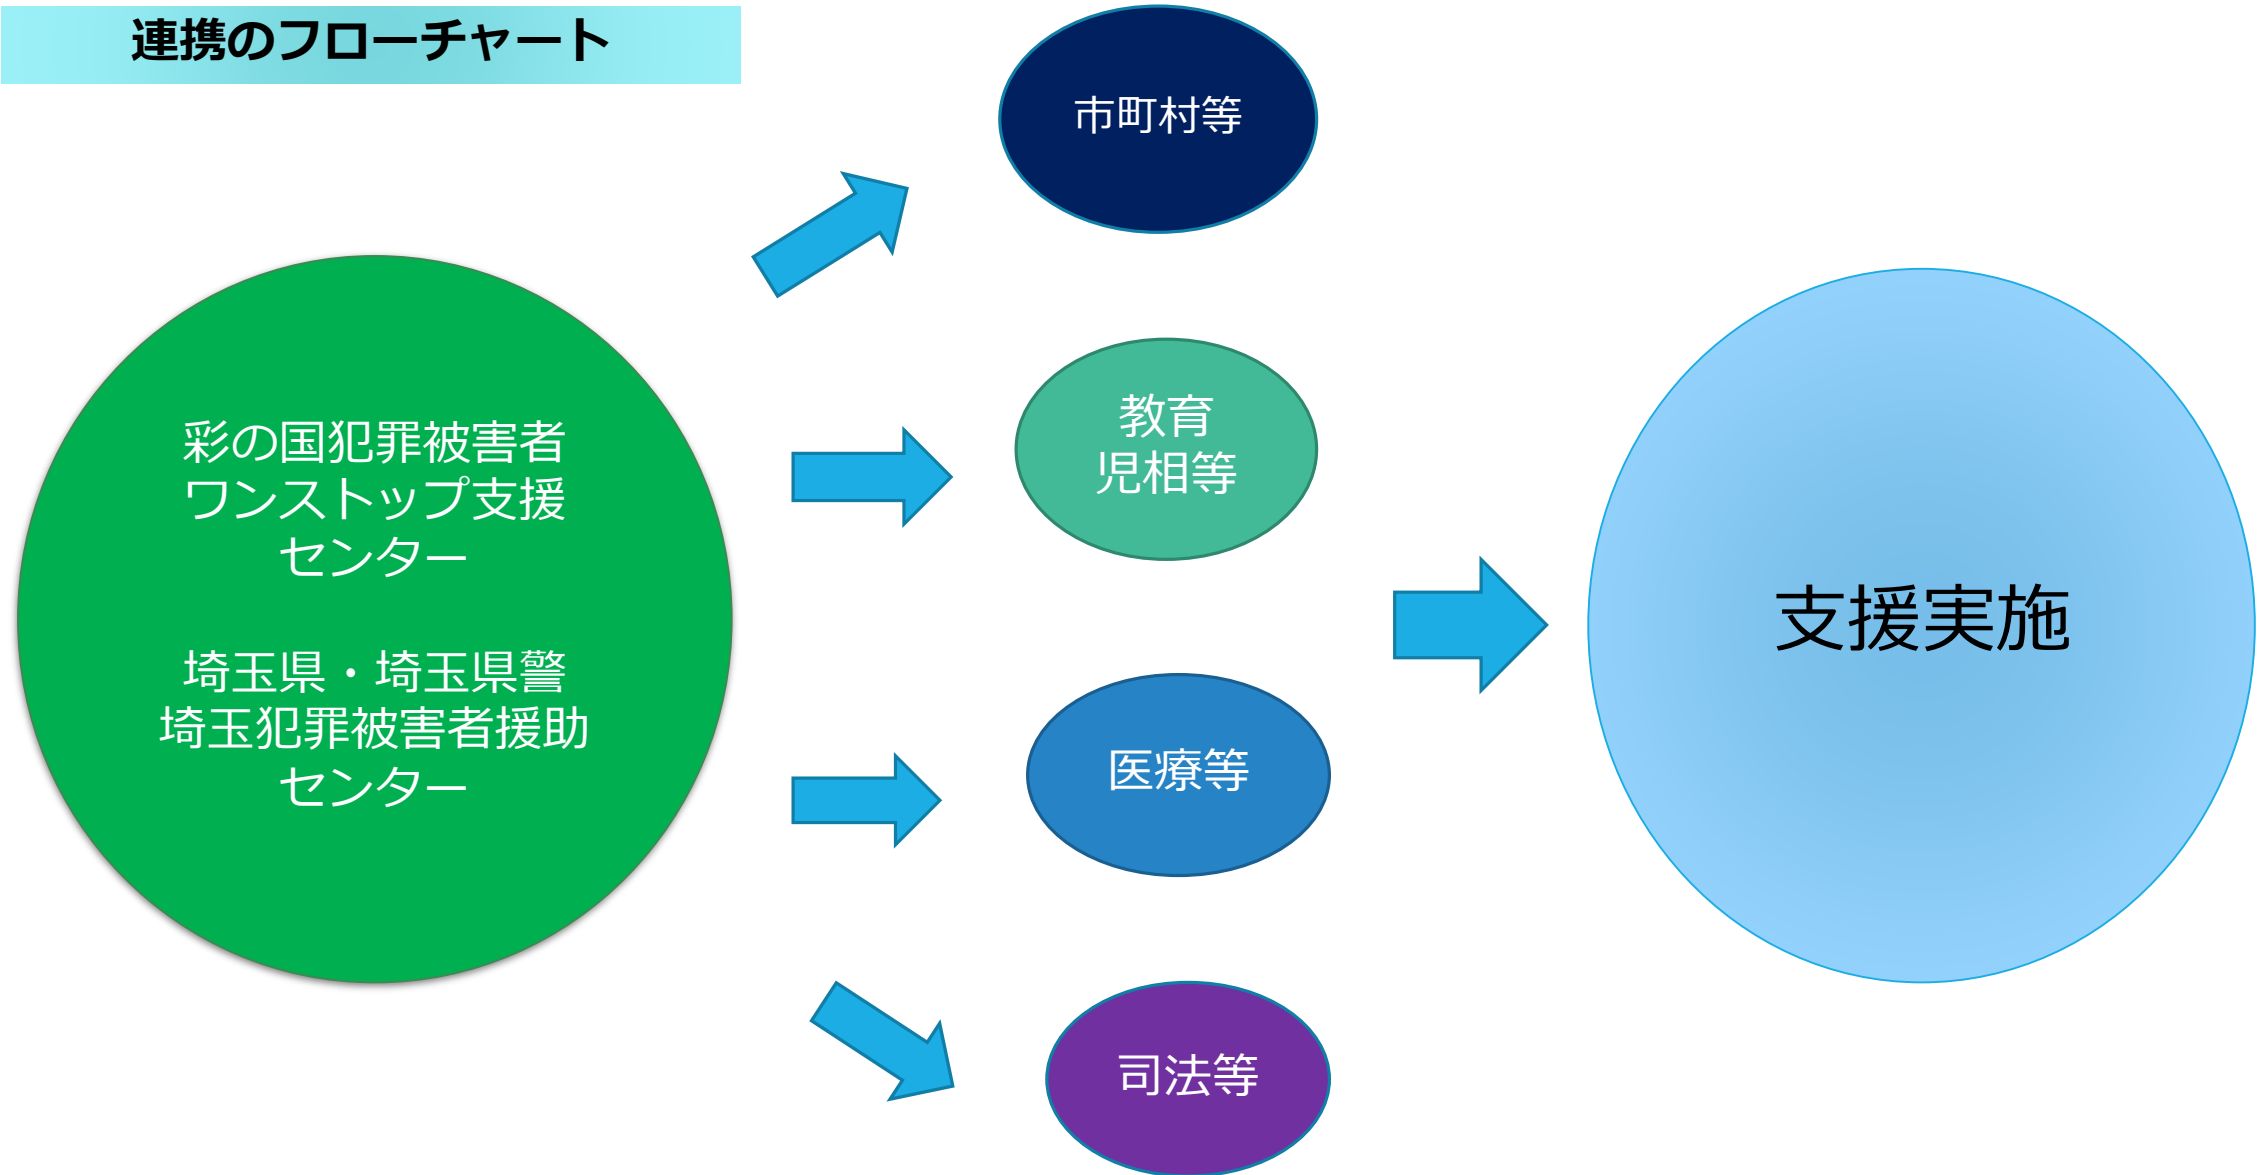 連携のフローチャート
市町村等
彩の国犯罪被害者
ワンストップ支援
センター
埼玉県・埼玉県警
埼玉犯罪被害者援助
センター
教育
児相等
医療等
司法等
支援実施